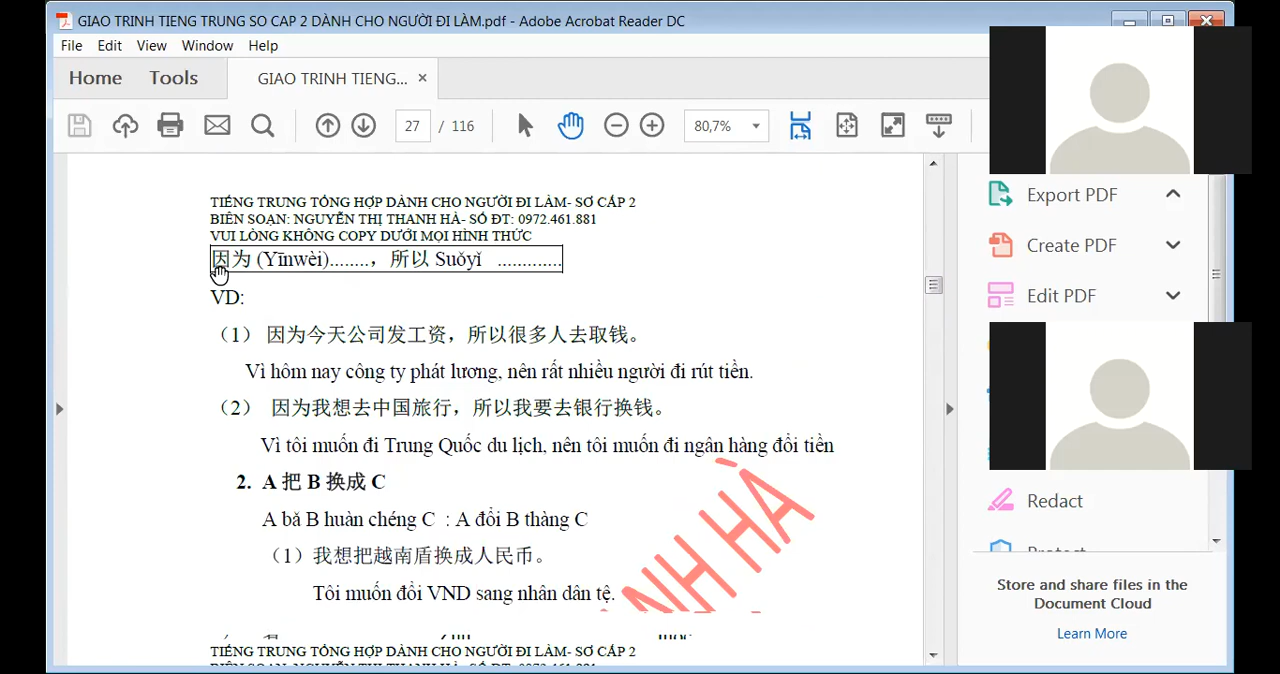 GIAO TRINH TIENG TRUNG SO CAP 2 DÀNH CHO NGƯỜI ĐI LÀM.pdf - Adobe Acrobat Reader DC
File Edit View Window Help
Home Tools GIAO TRINH TIENG... ×
27 / 116 80,7%
TIẾNG TRUNG TỔNG HỢP DÀNH CHO NGƯỜI ĐI LÀM- SƠ CẤP 2
BIÊN SOẠN: NGUYỄN THỊ THANH HÀ- SỐ ĐT: 0972.461.881
VUI LÒNG KHÔNG COPY DƯỚI MỌI HÌNH THỨC
因为 (Yīnwèi)........，所以 Suǒyǐ .............
VD:
（1） 因为今天公司发工资，所以很多人去取钱。
Vì hôm nay công ty phát lương, nên rất nhiều người đi rút tiền.
（2） 因为我想去中国旅行，所以我要去银行换钱。
Vì tôi muốn đi Trung Quốc du lịch, nên tôi muốn đi ngân hàng đổi tiền
2. A 把 B 换成 C
A bǎ B huàn chéng C : A đổi B thàng C
（1）我想把越南盾换成人民币。
Tôi muốn đổi VND sang nhân dân tệ.
NH HÀ
TIẾNG TRUNG TỔNG HỢP DÀNH CHO NGƯỜI ĐI LÀM- SƠ CẤP 2
Export PDF
Create PDF
Edit PDF
Redact
Protect
Store and share files in the
Document Cloud
Learn More